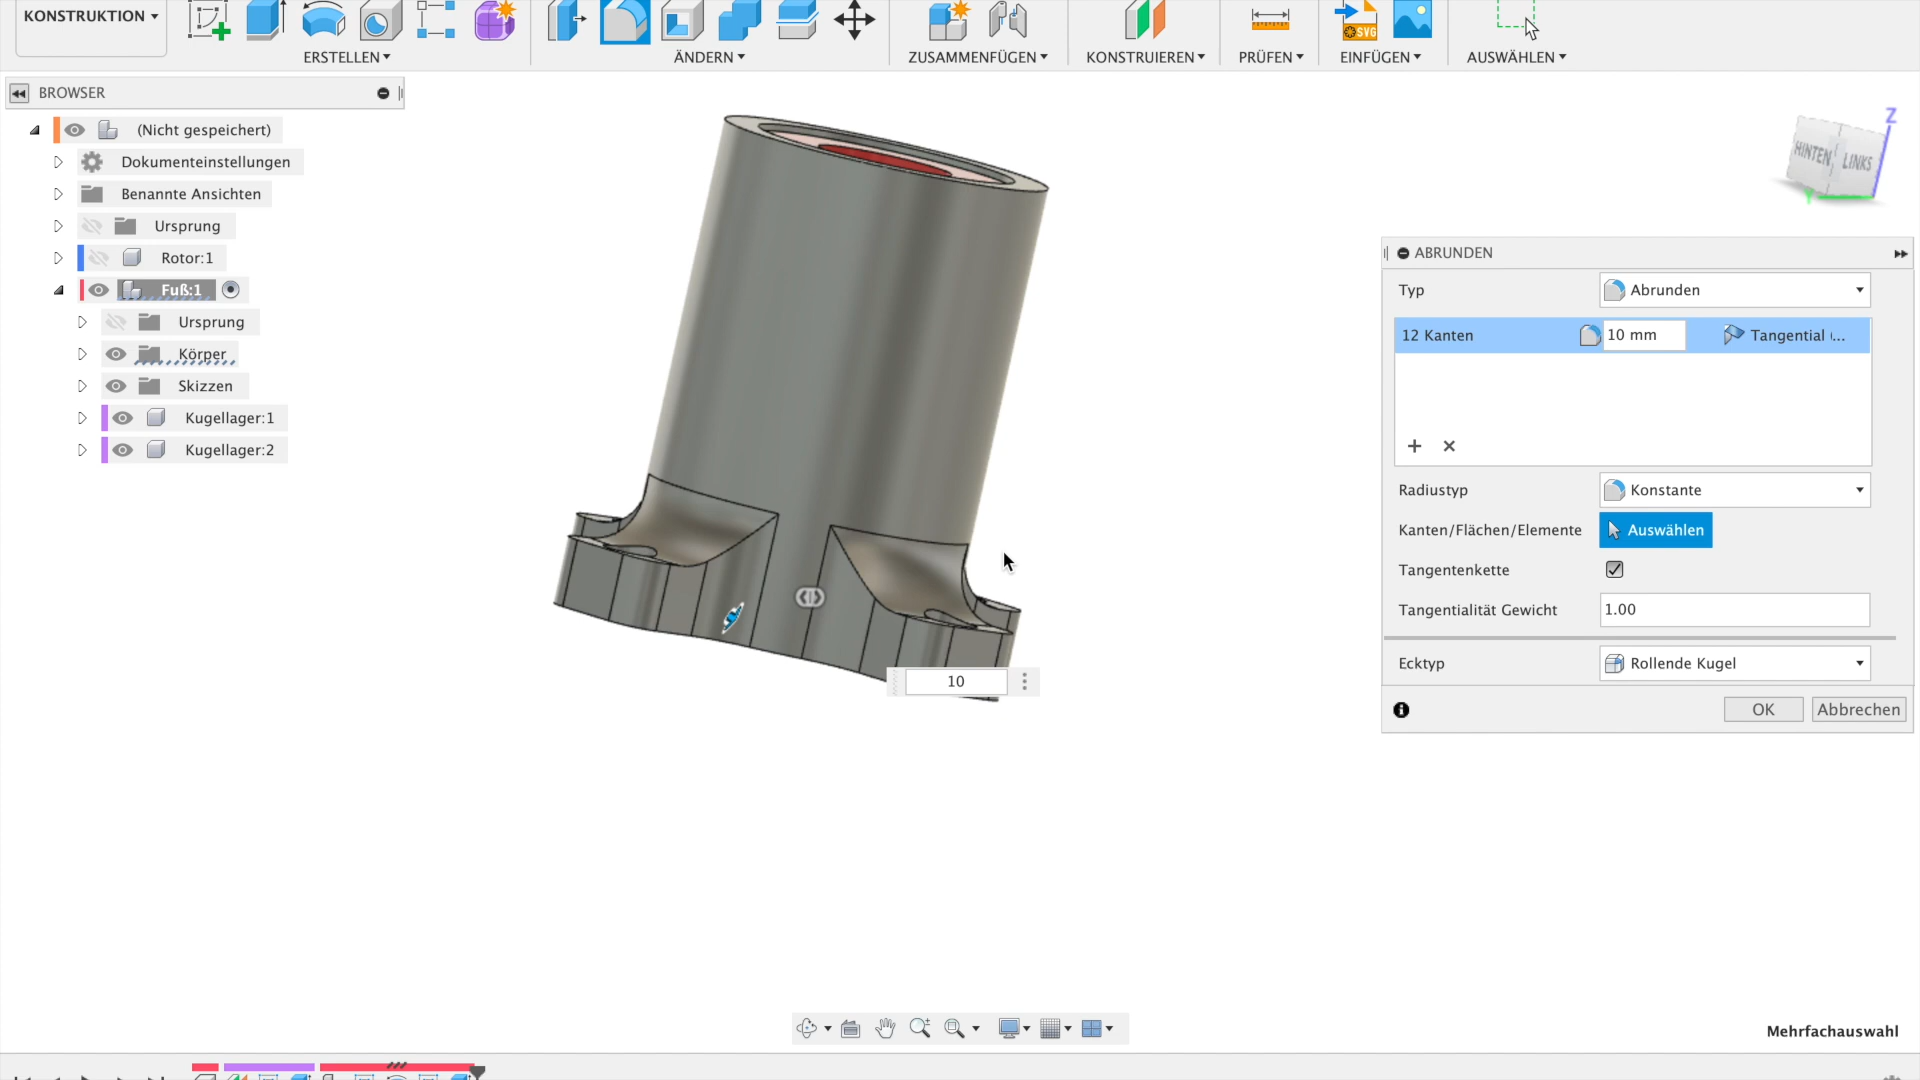 KONSTRUKTION
ERSTELLEN
ÄNDERN
ZUSAMMENFÜGEN
KONSTRUIEREN
PRÜFEN
EINFÜGEN
AUSWÄHLEN
SVG
BROWSER
(Nicht gespeichert)
Dokumenteinstellungen
Benannte Ansichten
Ursprung
Rotor:1
Fuß:1
Ursprung
Körper
Skizzen
Kugellager:1
Kugellager:2
Z
HINTEN
LINKS
Y
ABRUNDEN
Typ
Abrunden
12 Kanten
10 mm
Tangential (...
Radiustyp
Konstante
Kanten/Flächen/Elemente
Auswählen
Tangentenkette
Tangentialität Gewicht
1.00
Ecktyp
Rollende Kugel
OK
Abbrechen
10
Mehrfachauswahl